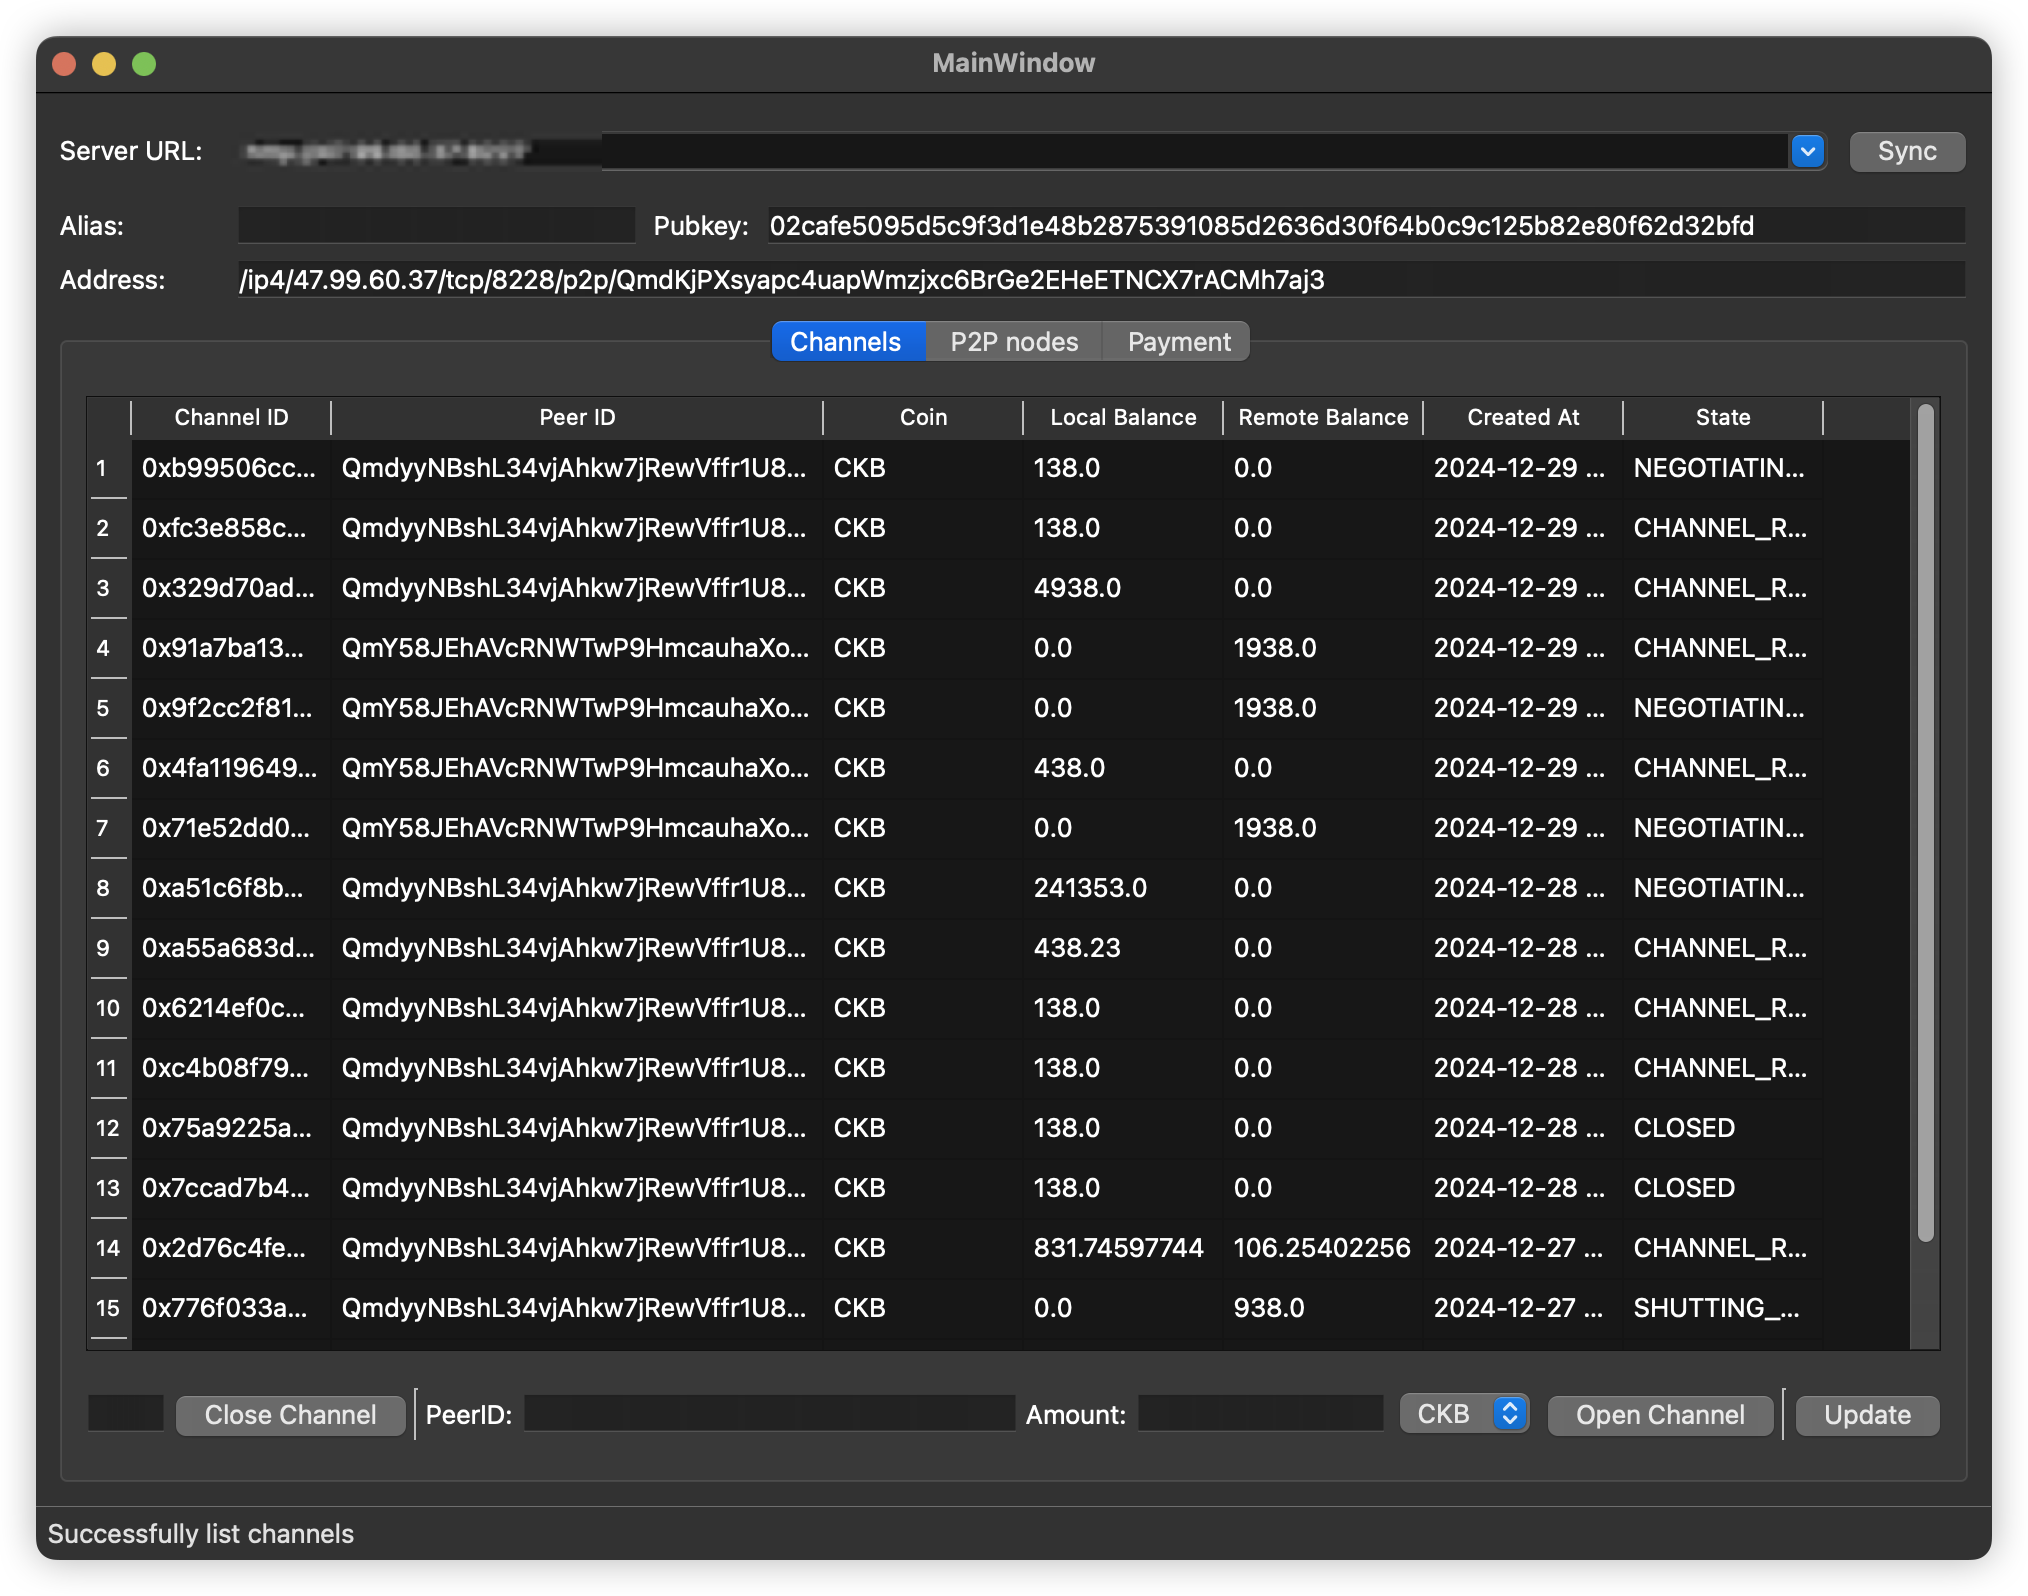 MainWindow
Server URL: Sync
Alias: Pubkey: 02cafe5095d5c9f3d1e48b2875391085d2636d30f64b0c9c125b82e80f62d32bfd
Address: /ip4/47.99.60.37/tcp/8228/p2p/QmdKjPXsyapc4uapWmzjxc6BrGe2EHeETNCX7rACMh7aj3
Channels P2P nodes Payment
Channel ID Peer ID Coin Local Balance Remote Balance Created At State
1 0xb99506cc... QmdyyNBshL34vjAhkw7jRewVffr1U8... CKB 138.0 0.0 2024-12-29 ... NEGOTIATIN...
2 0xfc3e858c... QmdyyNBshL34vjAhkw7jRewVffr1U8... CKB 138.0 0.0 2024-12-29 ... CHANNEL_R...
3 0x329d70ad... QmdyyNBshL34vjAhkw7jRewVffr1U8... CKB 4938.0 0.0 2024-12-29 ... CHANNEL_R...
4 0x91a7ba13... QmY58JEhAVcRNWTwP9HmcauhaXo... CKB 0.0 1938.0 2024-12-29 ... CHANNEL_R...
5 0x9f2cc2f81... QmY58JEhAVcRNWTwP9HmcauhaXo... CKB 0.0 1938.0 2024-12-29 ... NEGOTIATIN...
6 0x4fa119649... QmY58JEhAVcRNWTwP9HmcauhaXo... CKB 438.0 0.0 2024-12-29 ... CHANNEL_R...
7 0x71e52dd0... QmY58JEhAVcRNWTwP9HmcauhaXo... CKB 0.0 1938.0 2024-12-29 ... NEGOTIATIN...
8 0xa51c6f8b... QmdyyNBshL34vjAhkw7jRewVffr1U8... CKB 241353.0 0.0 2024-12-28 ... NEGOTIATIN...
9 0xa55a683d... QmdyyNBshL34vjAhkw7jRewVffr1U8... CKB 438.23 0.0 2024-12-28 ... CHANNEL_R...
10 0x6214ef0c... QmdyyNBshL34vjAhkw7jRewVffr1U8... CKB 138.0 0.0 2024-12-28 ... CHANNEL_R...
11 0xc4b08f79... QmdyyNBshL34vjAhkw7jRewVffr1U8... CKB 138.0 0.0 2024-12-28 ... CHANNEL_R...
12 0x75a9225a... QmdyyNBshL34vjAhkw7jRewVffr1U8... CKB 138.0 0.0 2024-12-28 ... CLOSED
13 0x7ccad7b4... QmdyyNBshL34vjAhkw7jRewVffr1U8... CKB 138.0 0.0 2024-12-28 ... CLOSED
14 0x2d76c4fe... QmdyyNBshL34vjAhkw7jRewVffr1U8... CKB 831.74597744 106.25402256 2024-12-27 ... CHANNEL_R...
15 0x776f033a... QmdyyNBshL34vjAhkw7jRewVffr1U8... CKB 0.0 938.0 2024-12-27 ... SHUTTING_...
Close Channel PeerID: Amount: CKB Open Channel Update
Successfully list channels